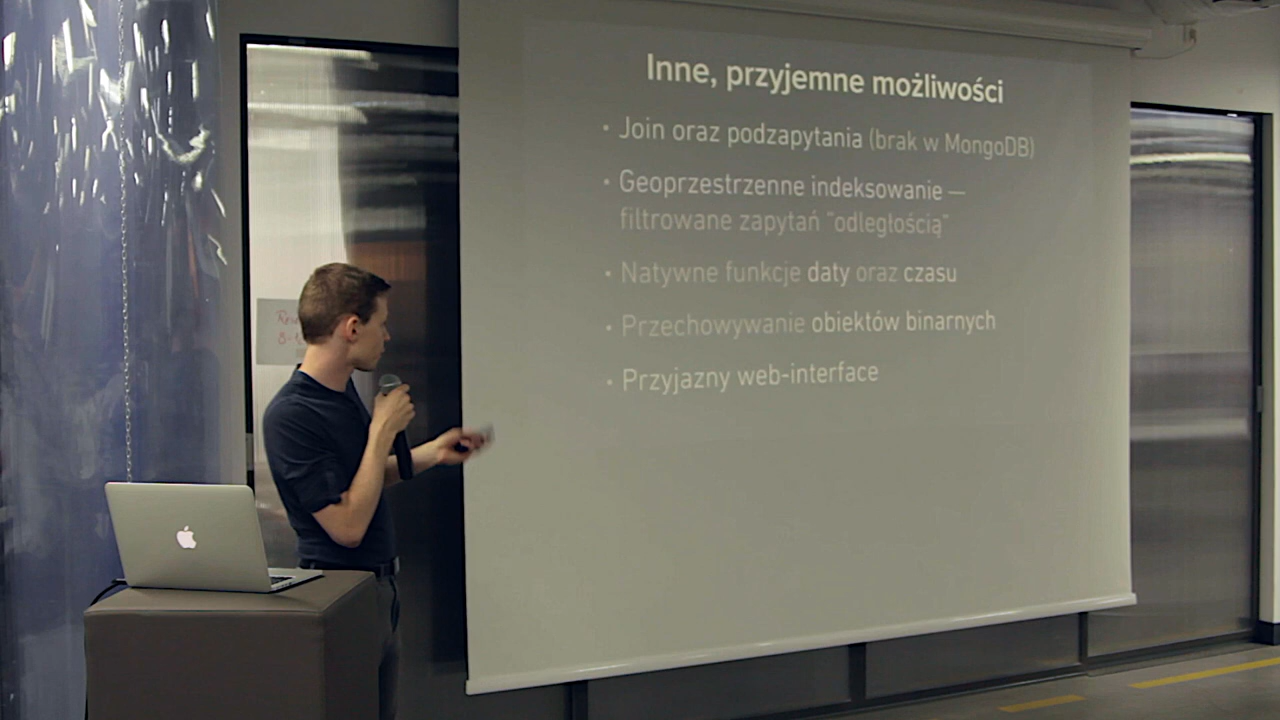 Inne, przyjemne możliwości
• Join oraz podzapytania (brak w MongoDB)
• Geoprzestrzenne indeksowanie —
filtrowane zapytań "odległością"
• Natywne funkcje daty oraz czasu
• Przechowywanie obiektów binarnych
• Przyjazny web-interface